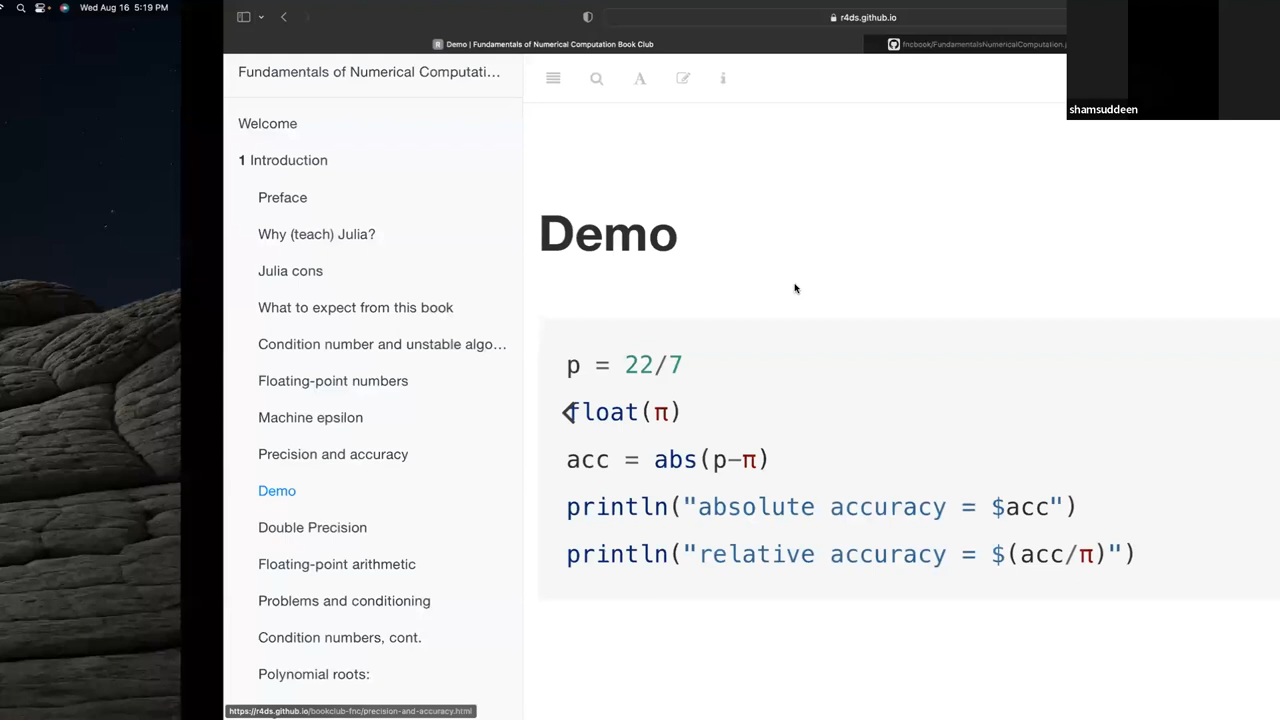 Wed Aug 16 5:19 PM
r4ds.github.io
Demo | Fundamentals of Numerical Computation Book Club
fncbook/FundamentalsNumericalComputation.j
shamsuddeen
Fundamentals of Numerical Computati…
Welcome
1 Introduction
Preface
Why (teach) Julia?
Julia cons
What to expect from this book
Condition number and unstable algo…
Floating-point numbers
Machine epsilon
Precision and accuracy
Demo
Double Precision
Floating-point arithmetic
Problems and conditioning
Condition numbers, cont.
Polynomial roots:
Demo
p = 22/7
float(π)
acc = abs(p-π)
println("absolute accuracy = $acc")
println("relative accuracy = $(acc/π)")
https://r4ds.github.io/bookclub-fnc/precision-and-accuracy.html